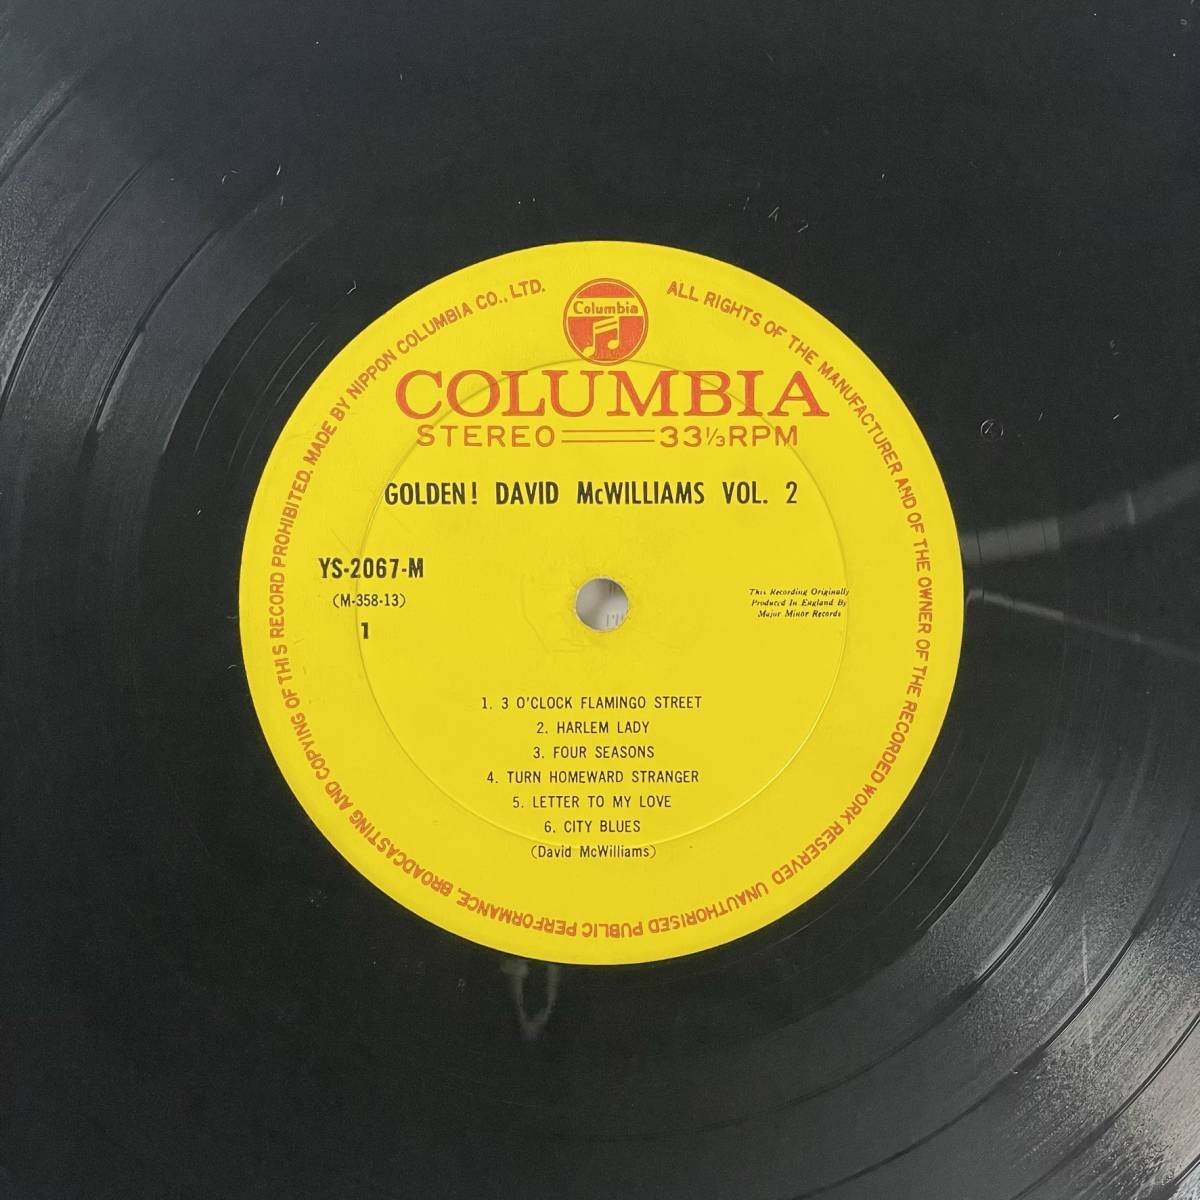 Columbia
ALL RIGHTS OF THE MANUFACTURER AND OF THE OWNER OF THE RECORDED WORK RESERVED UNAUTHORISED PUBLIC PERFORMANCE, BROADCASTING AND COPYING OF THIS RECORD PROHIBITED. MADE BY NIPPON COLUMBIA CO., LTD.
COLUMBIA
STEREO 33⅓RPM
GOLDEN! DAVID McWILLIAMS VOL. 2
YS-2067-M
(M-358-13)
1
This Recording Originally
Produced In England By
Major Minor Records
1. 3 O'CLOCK FLAMINGO STREET
2. HARLEM LADY
3. FOUR SEASONS
4. TURN HOMEWARD STRANGER
5. LETTER TO MY LOVE
6. CITY BLUES
(David McWilliams)